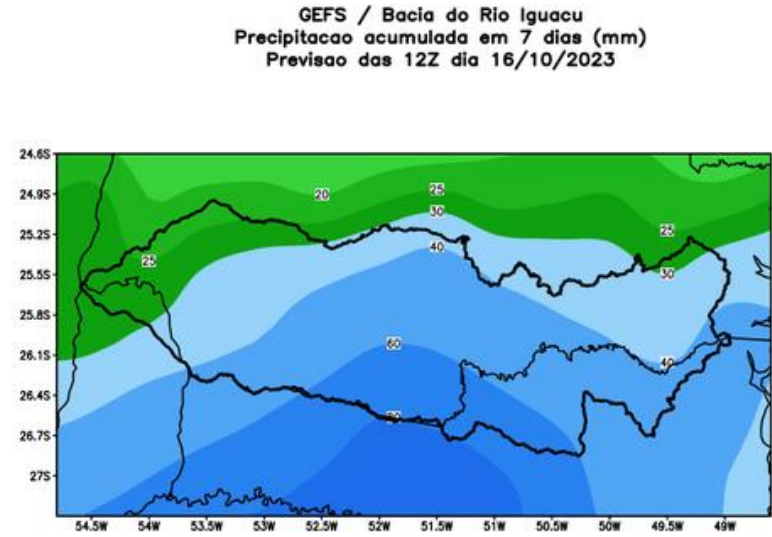 GEFS / Bacia do Rio Iguacu
Precipitacao acumulada em 7 dias (mm)
Previsao das 12Z dia 16/10/2023
24.6S
24.9S
20
25
30
25.2S
25
40
25
25.5S
30
25.8S
60
26.1S
40
26.4S
26.7S
27S
54.5W 54W 53.5W 53W 52.5W 52W 51.5W 51W 50.5W 50W 49.5W 49W